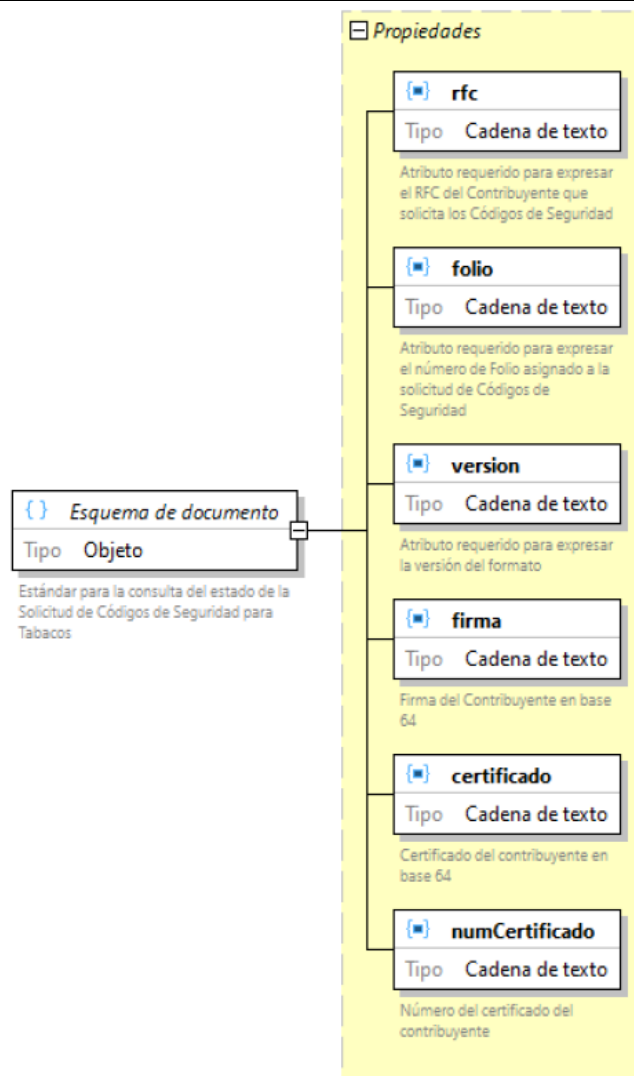 Propiedades
rfc
Tipo Cadena de texto
Atributo requerido para expresar
el RFC del Contribuyente que
solicita los Códigos de Seguridad
folio
Tipo Cadena de texto
Atributo requerido para expresar
el número de Folio asignado a la
solicitud de Códigos de
Seguridad
version
Tipo Cadena de texto
Atributo requerido para expresar
la versión del formato
Esquema de documento
Tipo Objeto
Estándar para la consulta del estado de la
Solicitud de Códigos de Seguridad para
Tabacos
firma
Tipo Cadena de texto
Firma del Contribuyente en base
64
certificado
Tipo Cadena de texto
Certificado del contribuyente en
base 64
numCertificado
Tipo Cadena de texto
Número del certificado del
contribuyente